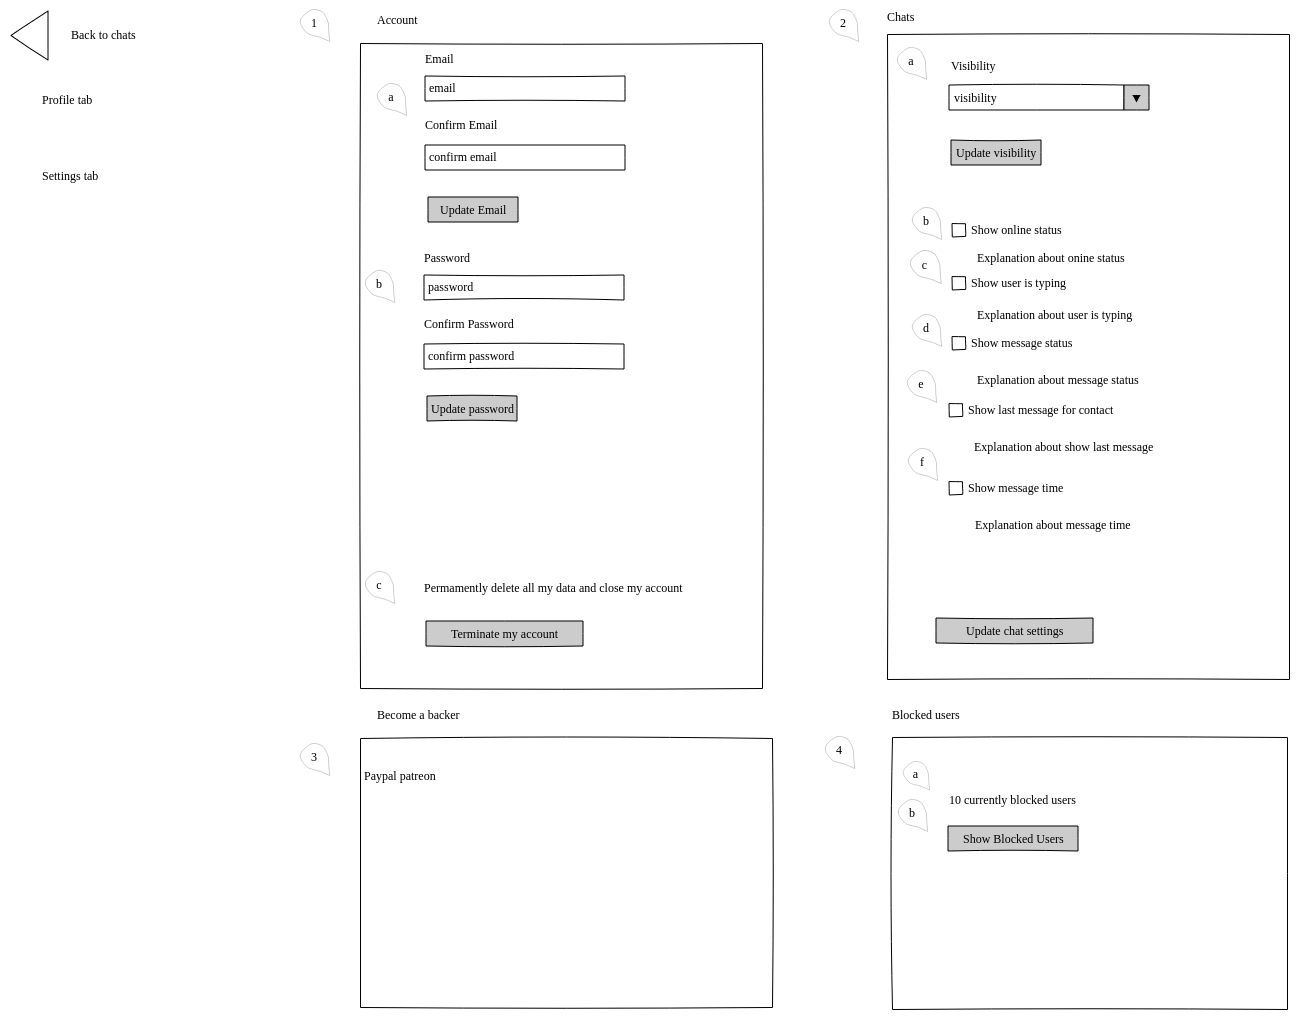 Back to chats
Profile tab
Settings tab
1
Account
Email
a
email
Confirm Email
confirm email
Update Email
Password
b
password
Confirm Password
confirm password
Update password
c
Permamently delete all my data and close my account
Terminate my account
2
Chats
a
Visibility
visibility
Update visibility
b
Show online status
Explanation about onine status
c
Show user is typing
Explanation about user is typing
d
Show message status
Explanation about message status
e
Show last message for contact
Explanation about show last message
f
Show message time
Explanation about message time
Update chat settings
3
Become a backer
Paypal patreon
4
Blocked users
a
10 currently blocked users
b
Show Blocked Users